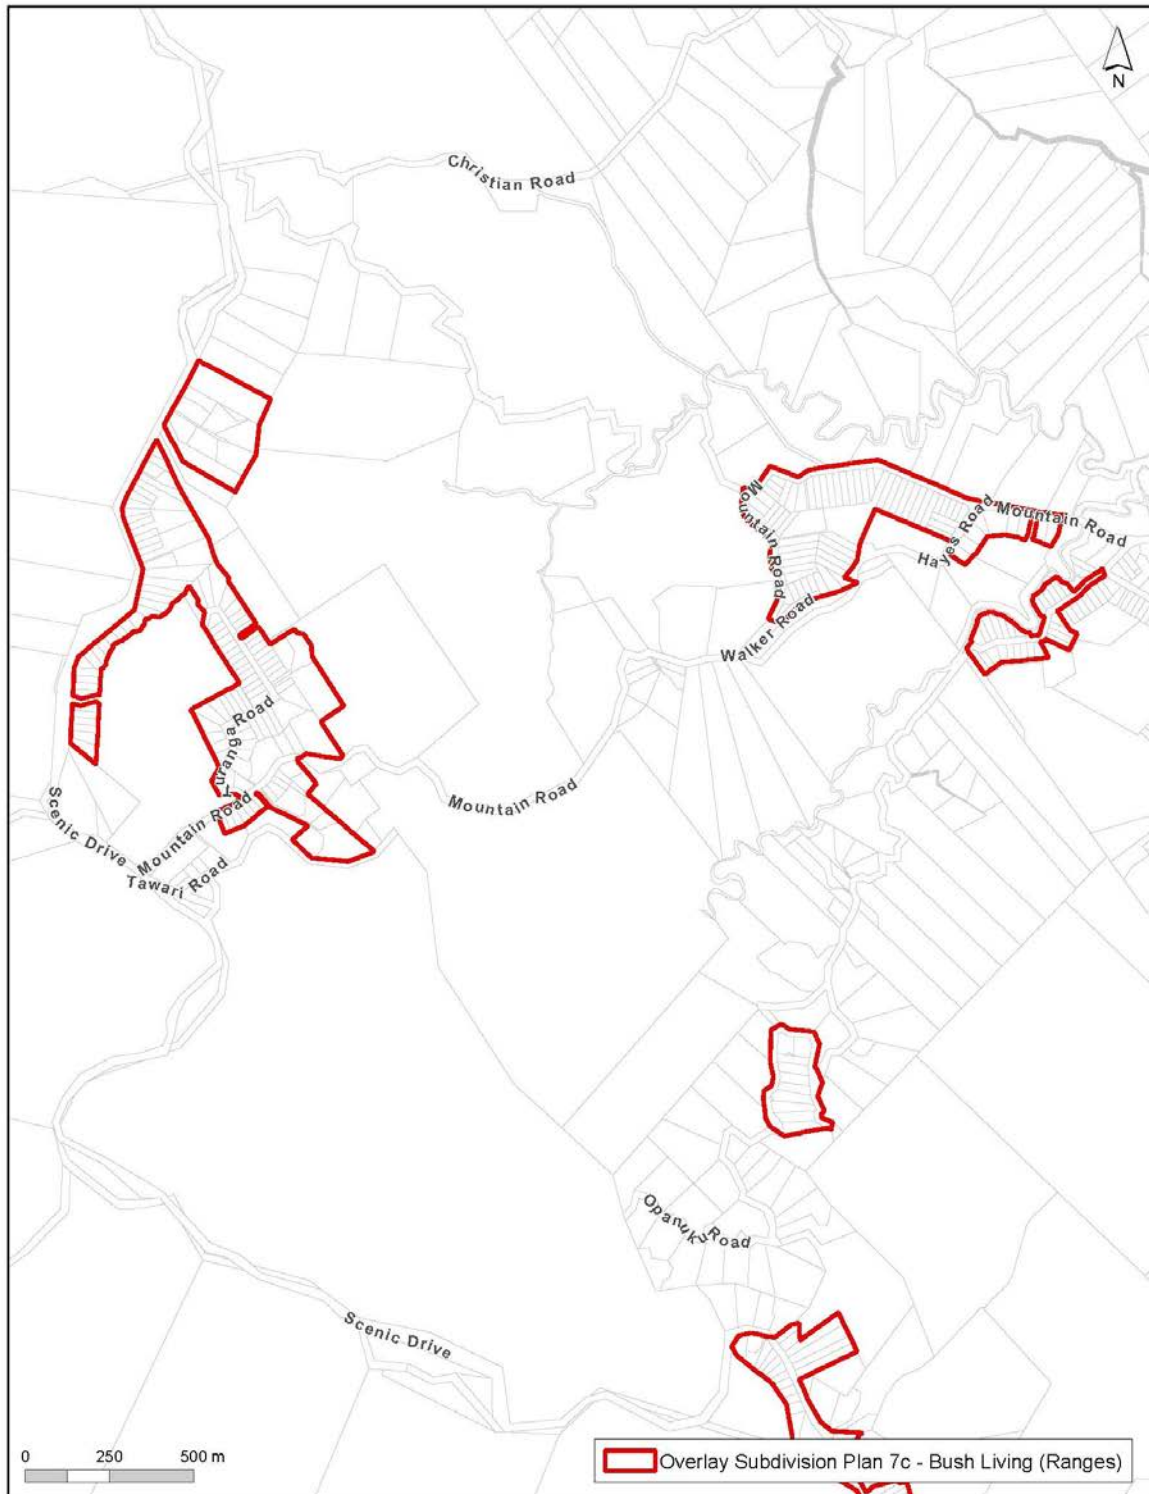 N
Christian Road
Mountain Road
Hayes Road
Mountain Road
Walker Road
Turanga Road
Mountain Road
Mountain Road
Scenic Drive
Tawari Road
Opanuku Road
Scenic Drive
0 250 500 m
Overlay Subdivision Plan 7c - Bush Living (Ranges)